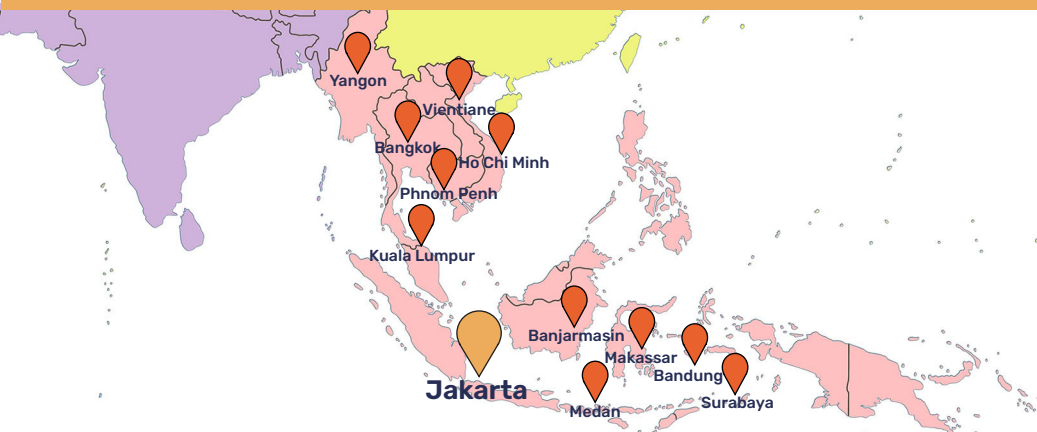 Yangon
Vientiane
Bangkok
Ho Chi Minh
Phnom Penh
Kuala Lumpur
Banjarmasin
Makassar
Bandung
Jakarta
Surabaya
Medan